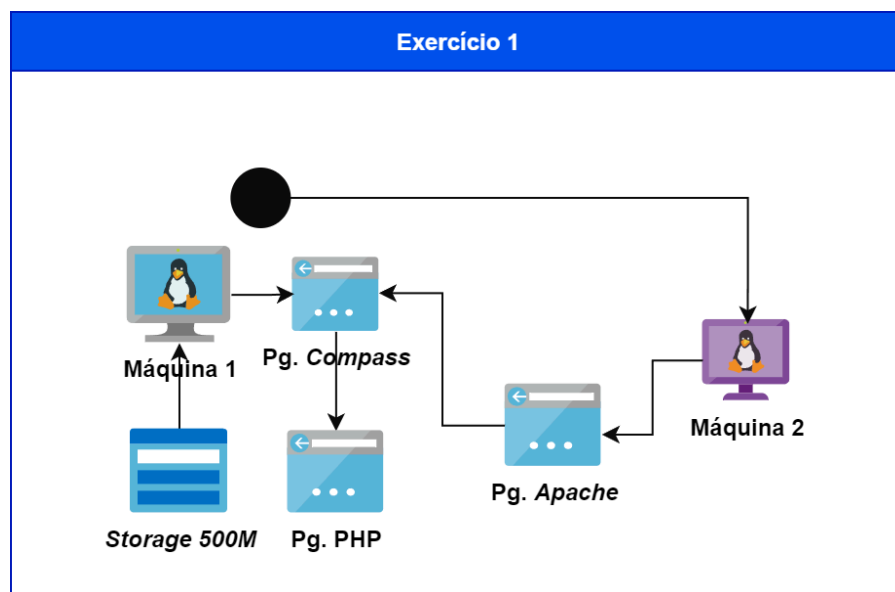 Exercício 1
Máquina 1
Pg. Compass
Máquina 2
Pg. Apache
Storage 500M
Pg. PHP